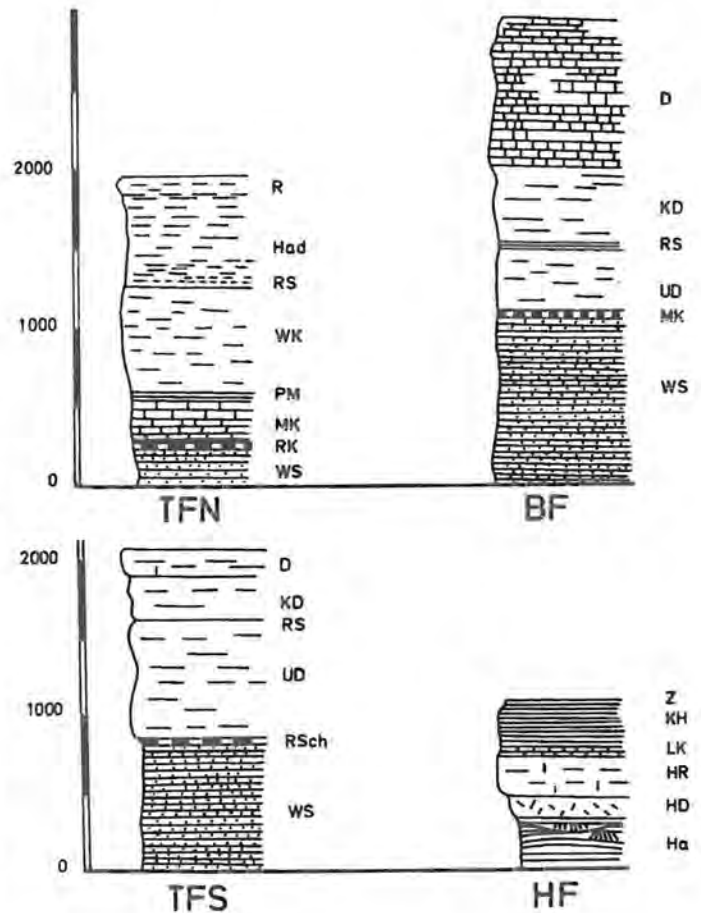 2000
1000
0
R
Had
RS
WK
PM
MK
RK
WS
TFN
D
KD
RS
UD
MK
WS
BF
2000
1000
0
D
KD
RS
UD
RSch
WS
TFS
Z
KH
LK
HR
HD
Ha
HF